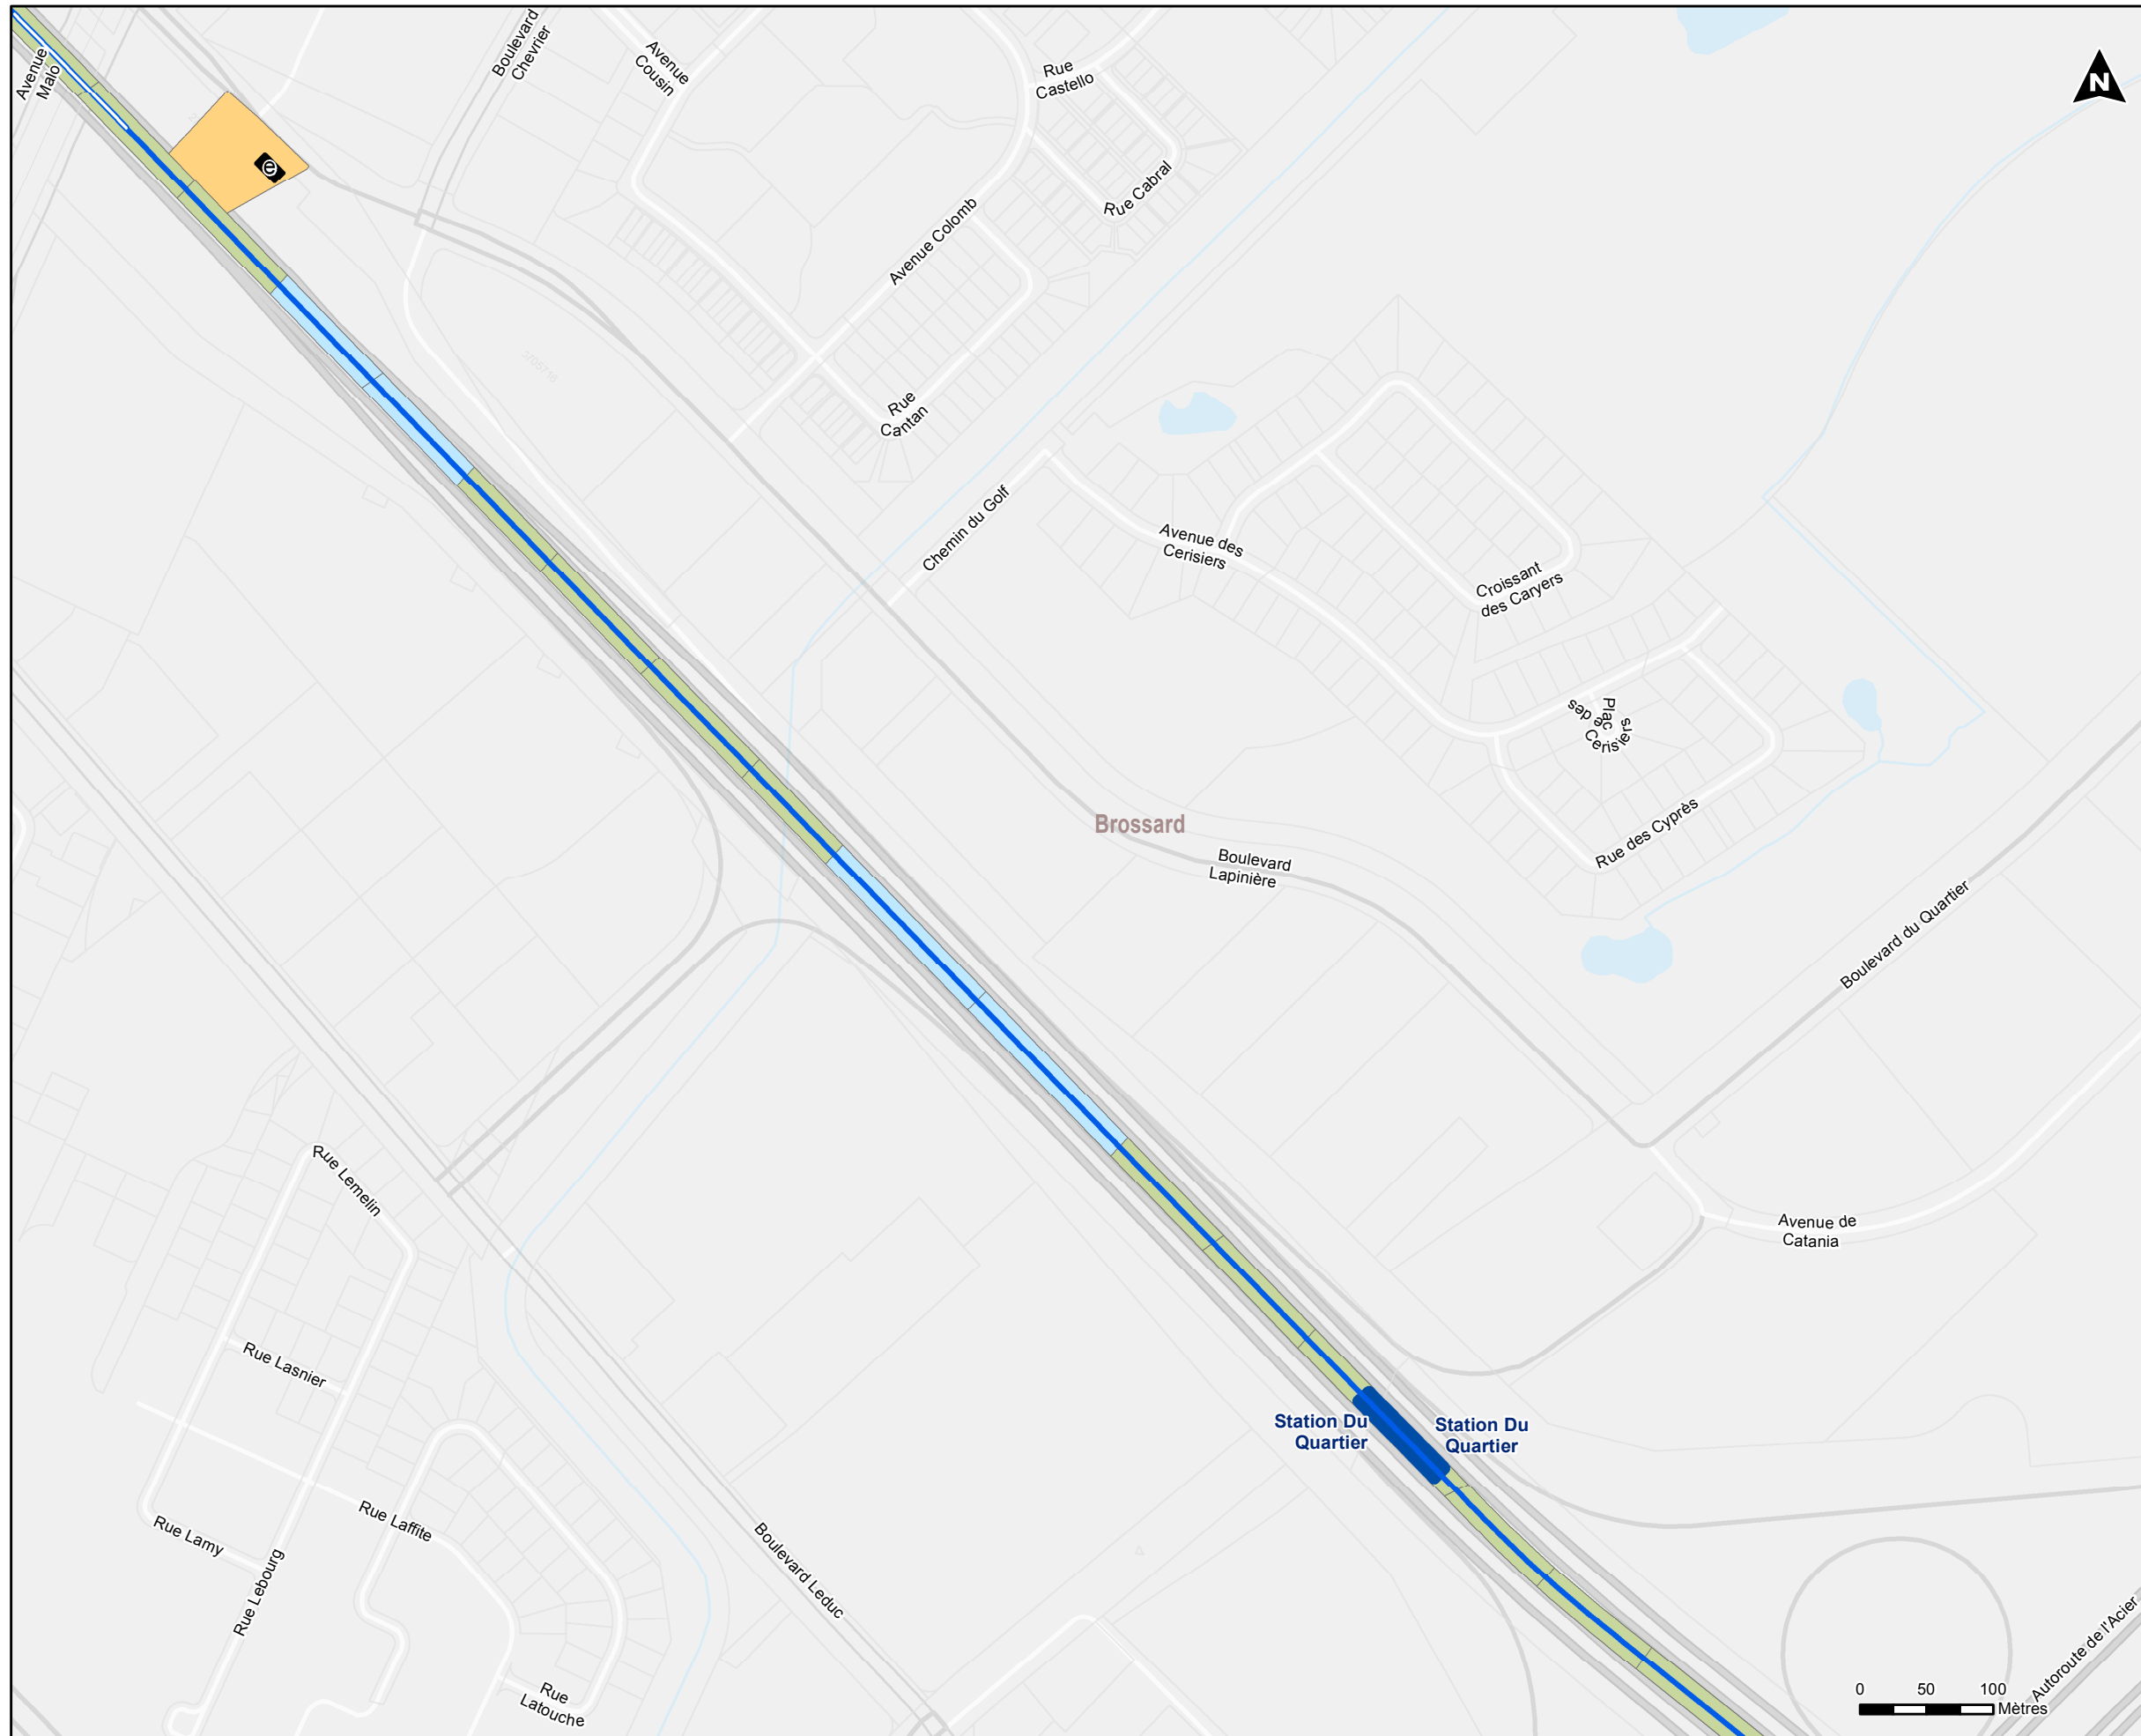 Avenue
Malo
Boulevard
Chevrier
Avenue
Cousin
Rue
Castello
N
Rue Cabral
Avenue Colomb
Rue
Cantan
Chemin du Golf
Avenue des
Cerisiers
Croissant
des Caryers
Place des
Cerisiers
Rue des Cyprès
Brossard
Boulevard
Lapinière
Boulevard du Quartier
Avenue de
Catania
Rue Lemelin
Rue Lasnier
Rue Laffite
Rue Lamy
Rue Lebourg
Rue
Latouche
Boulevard Leduc
Station Du
Quartier
Station Du
Quartier
Autoroute de l'Acier
0 50 100
Mètres